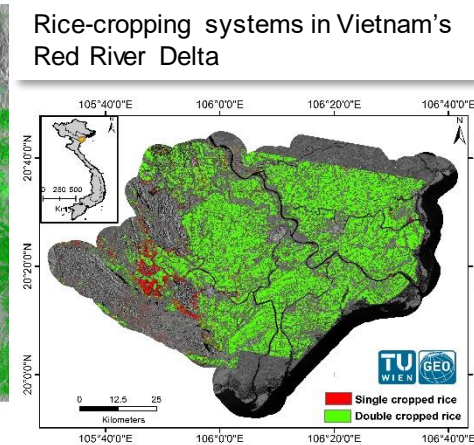 Rice-cropping systems in Vietnam's
Red River Delta
105°40'0"E 106°0'0"E 106°20'0"E 106°40'0"E
N
N
20°40'0"N
0 250 500
20°20'0"N
20°0'0"N
TU
WIEN
GEO
0 12.5 25
Kilometers
Single cropped rice
Double cropped rice
105°40'0"E 106°0'0"E 106°20'0"E 106°40'0"E